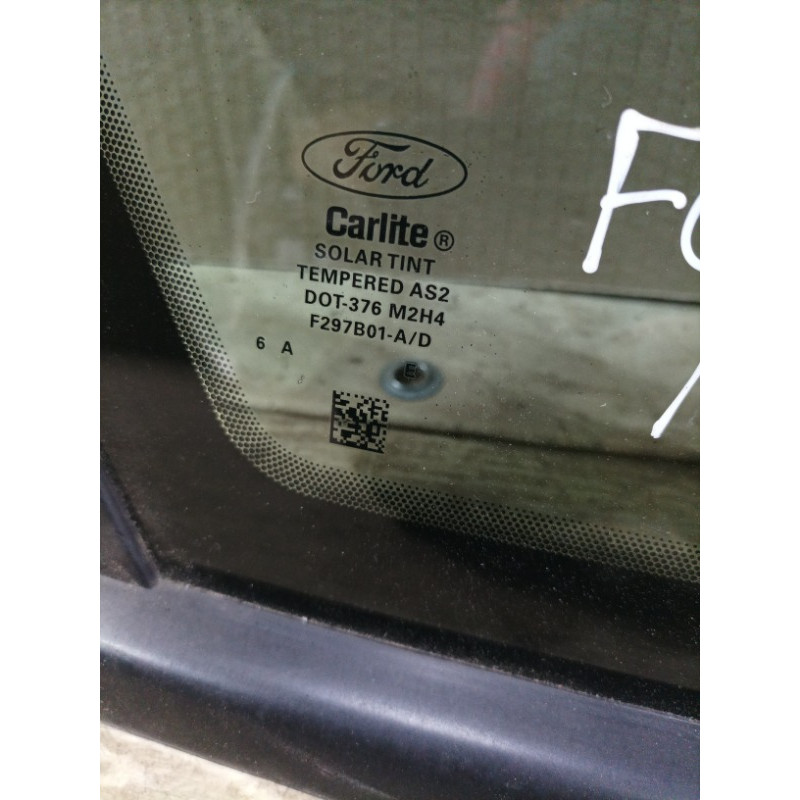 Ford
Carlite®
SOLAR TINT
TEMPERED AS2
DOT-376 M2H4
F297B01-A/D
6 A
E